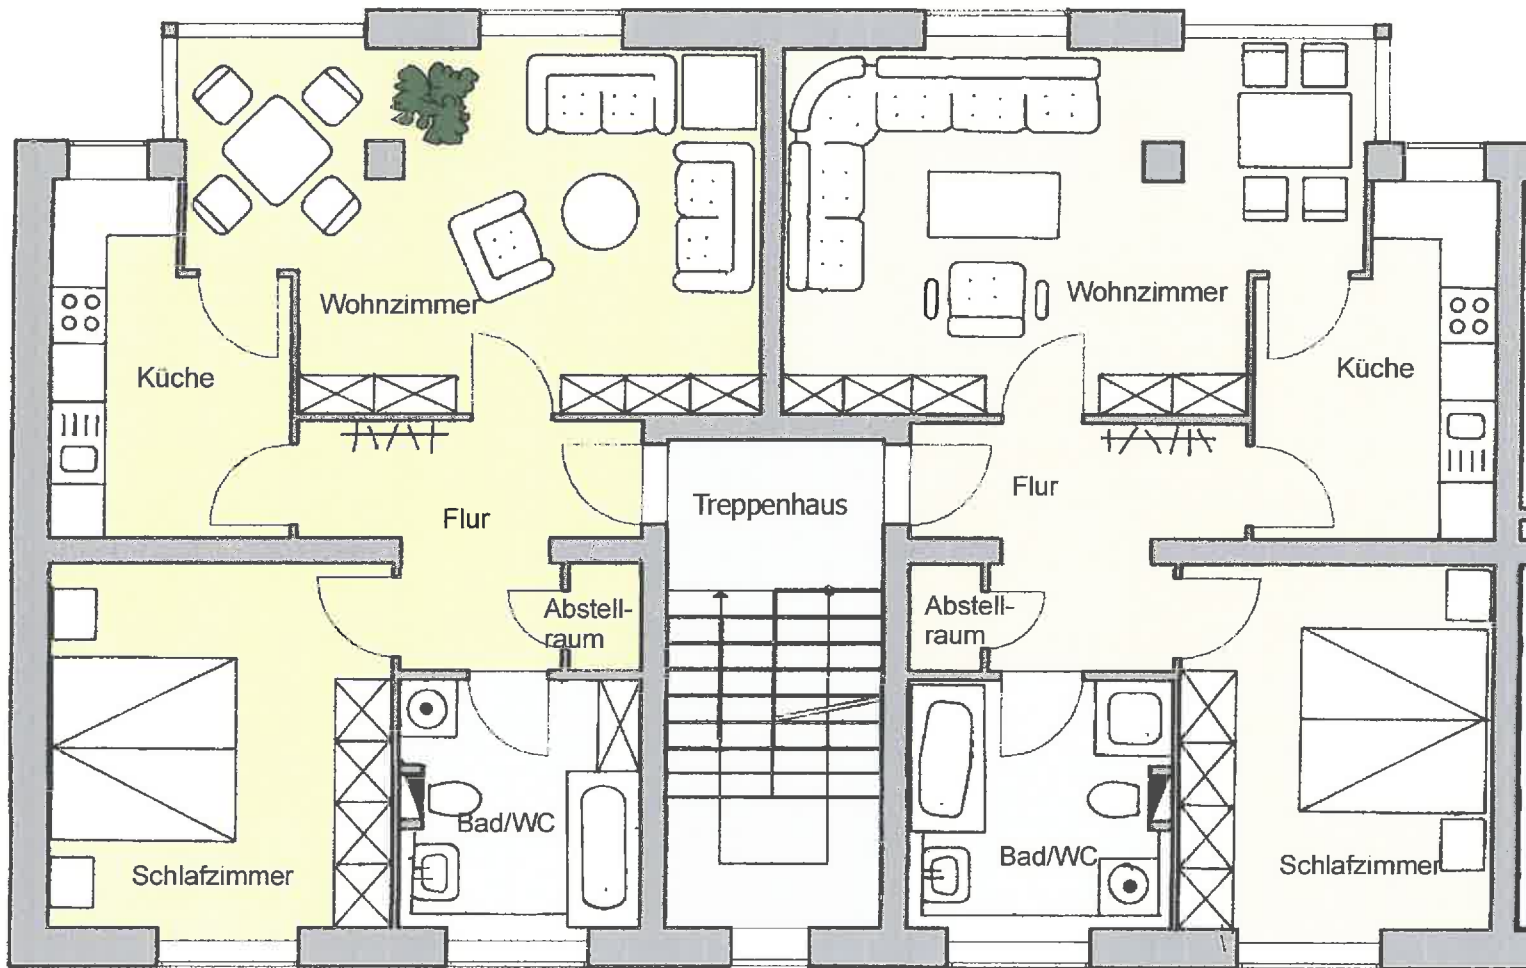 Wohnzimmer
Wohnzimmer
Küche
Küche
Flur
Treppenhaus
Flur
Abstell-
raum
Abstell-
raum
Bad/WC
Bad/WC
Schlafzimmer
Schlafzimmer